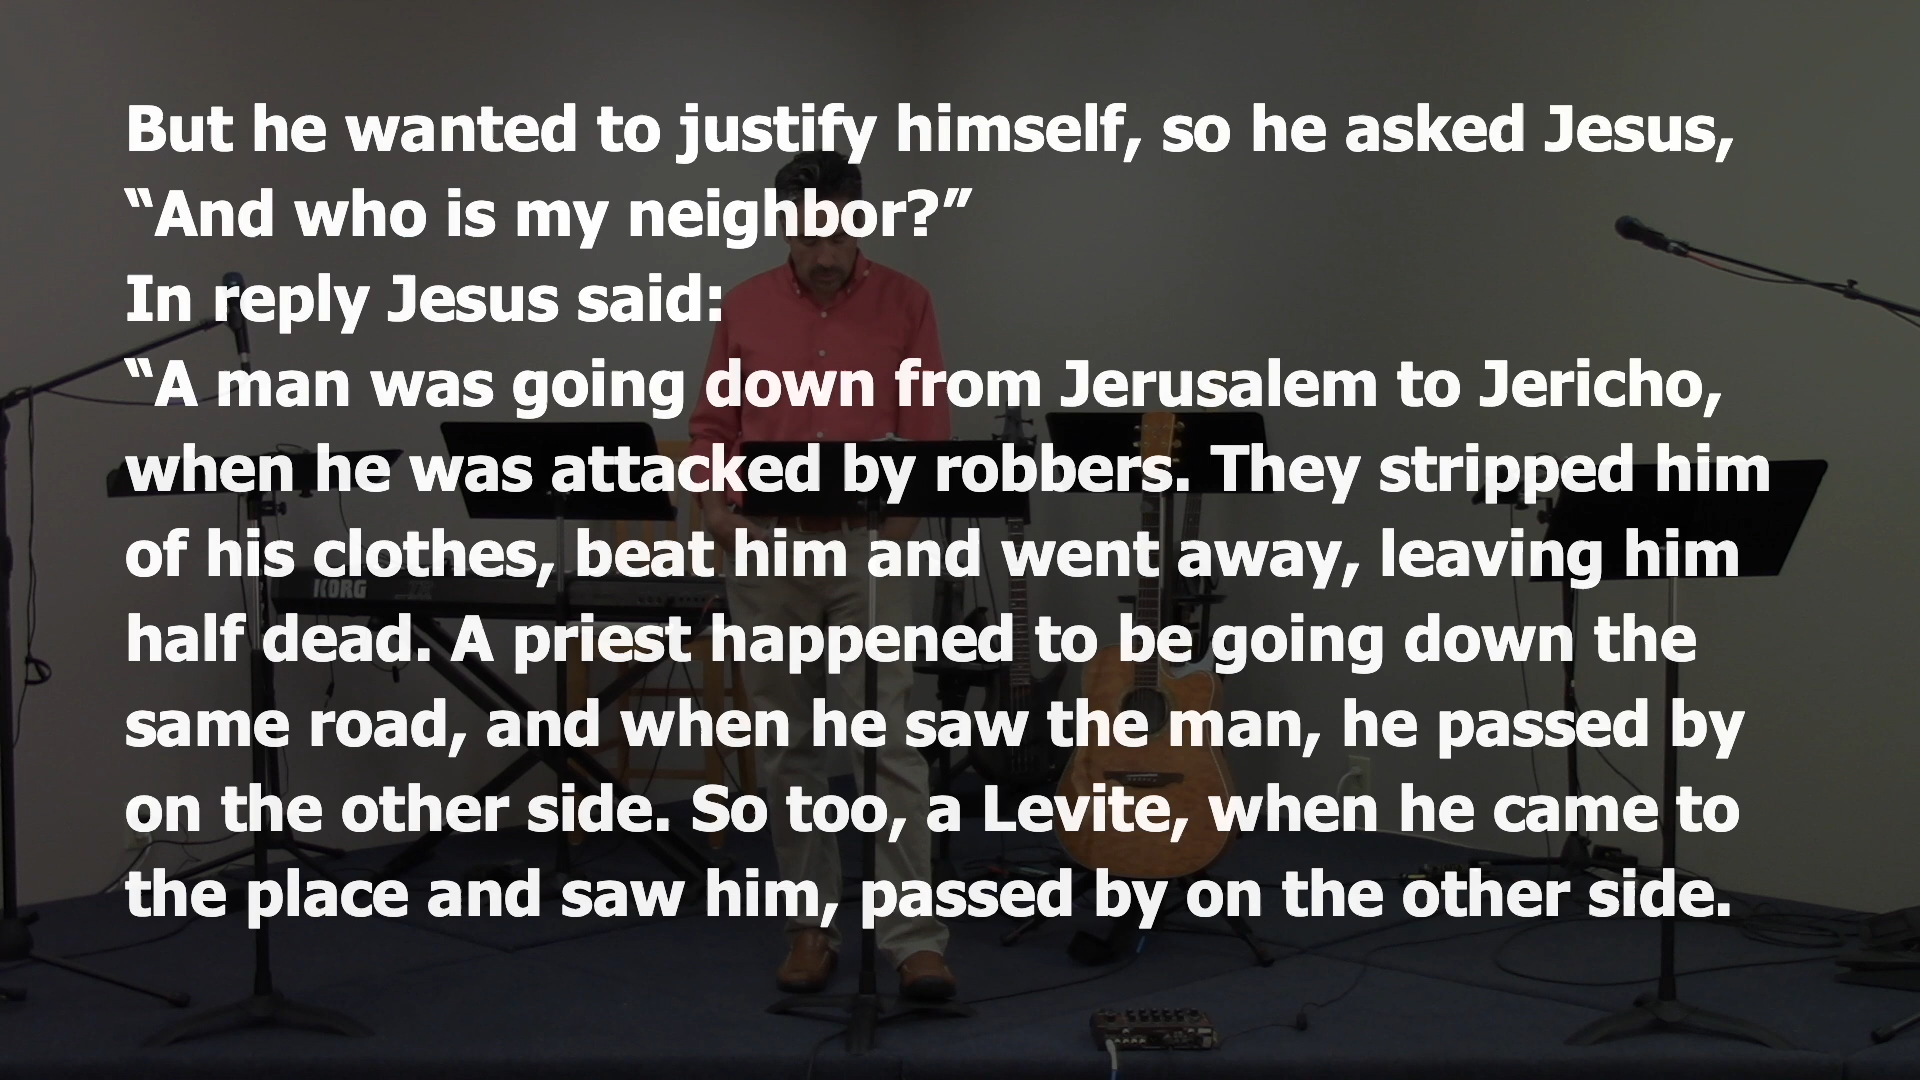 But he wanted to justify himself, so he asked Jesus,
“And who is my neighbor?”
In reply Jesus said:
“A man was going down from Jerusalem to Jericho,
when he was attacked by robbers. They stripped him
of his clothes, beat him and went away, leaving him
half dead. A priest happened to be going down the
same road, and when he saw the man, he passed by
on the other side. So too, a Levite, when he came to
the place and saw him, passed by on the other side.
KORG